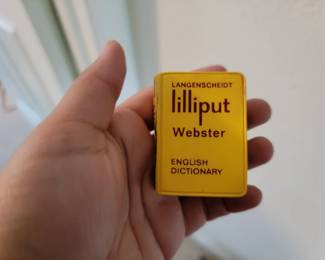 LANGENSCHEIDT
lilliput
Webster
ENGLISH
DICTIONARY